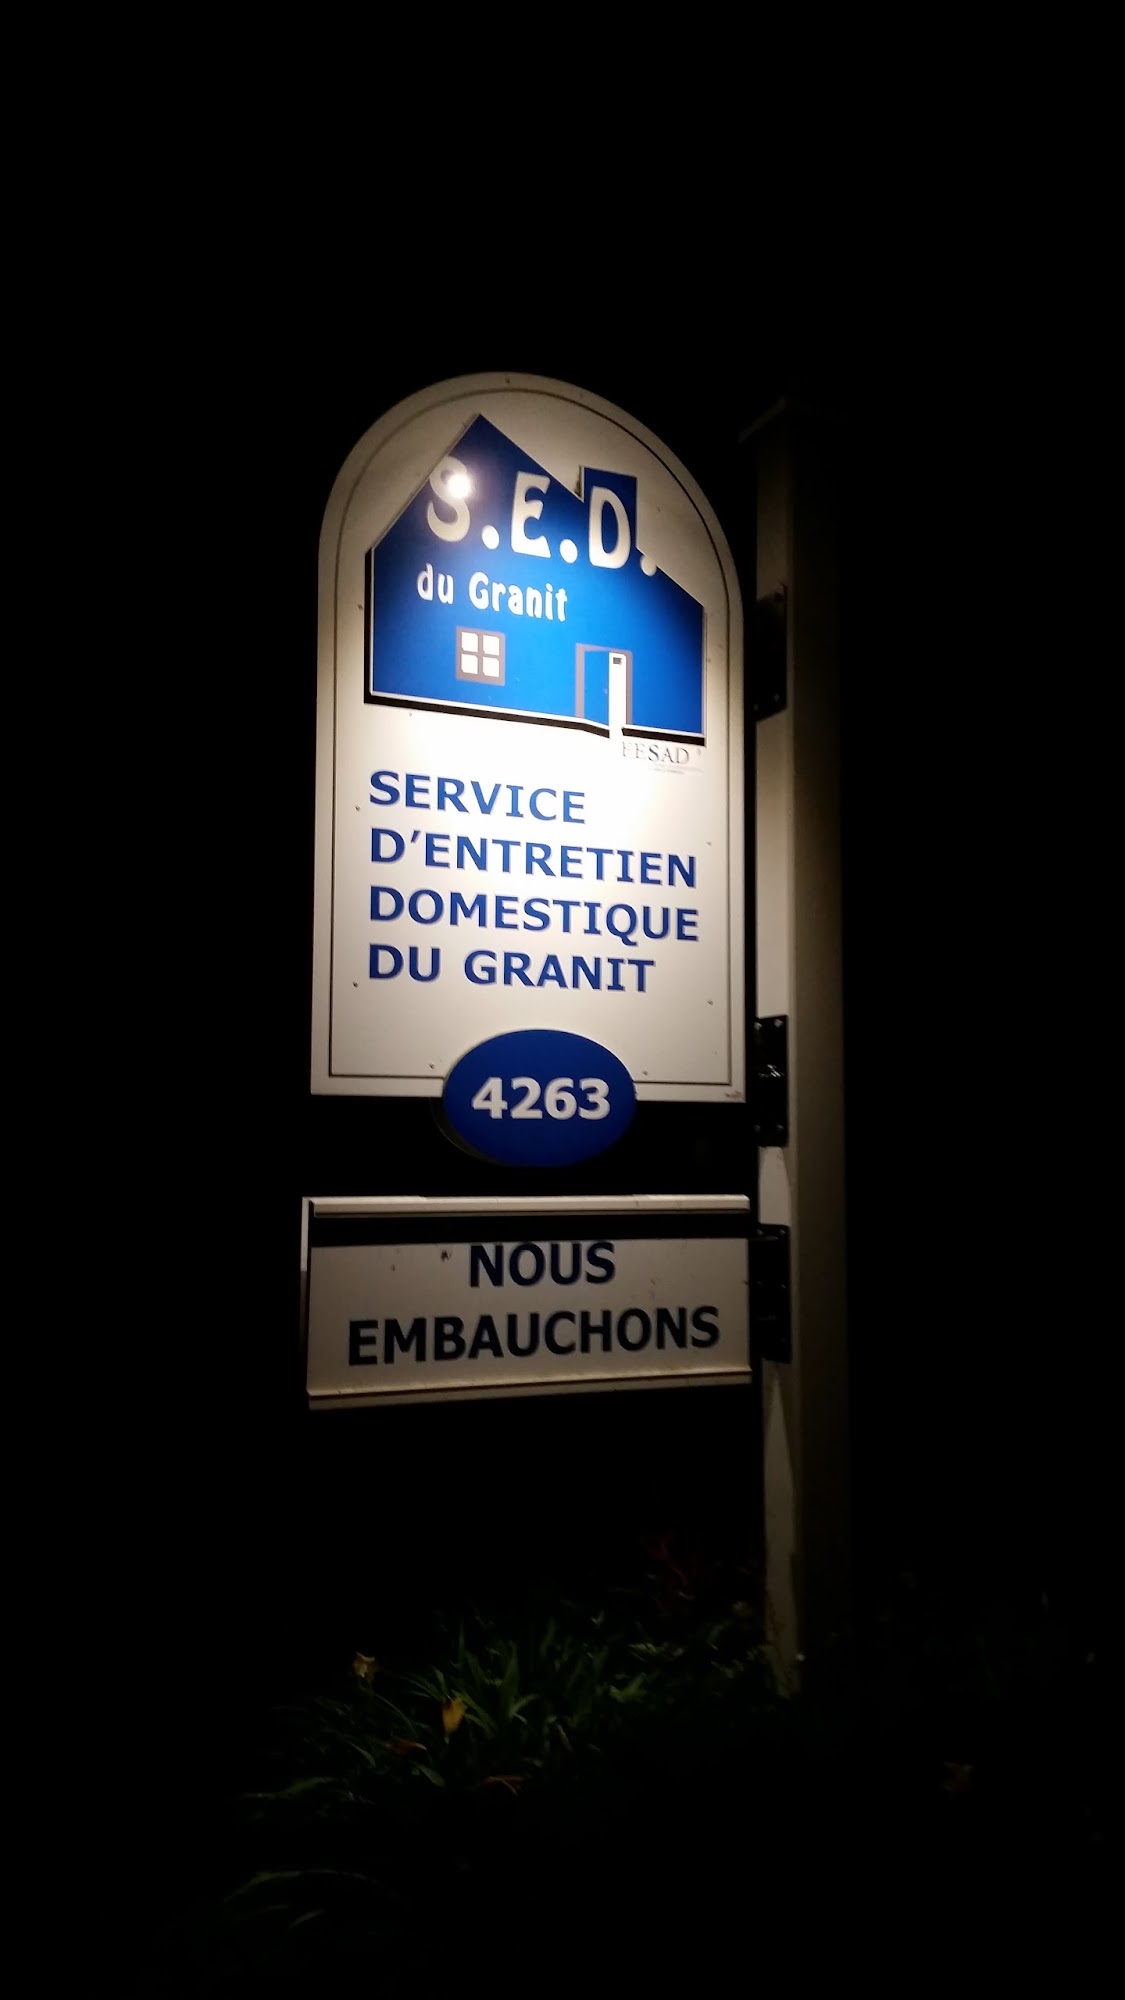 S.E.D.
du Granit
FESAD
SERVICE
D'ENTRETIEN
DOMESTIQUE
DU GRANIT
4263
NOUS
EMBAUCHONS